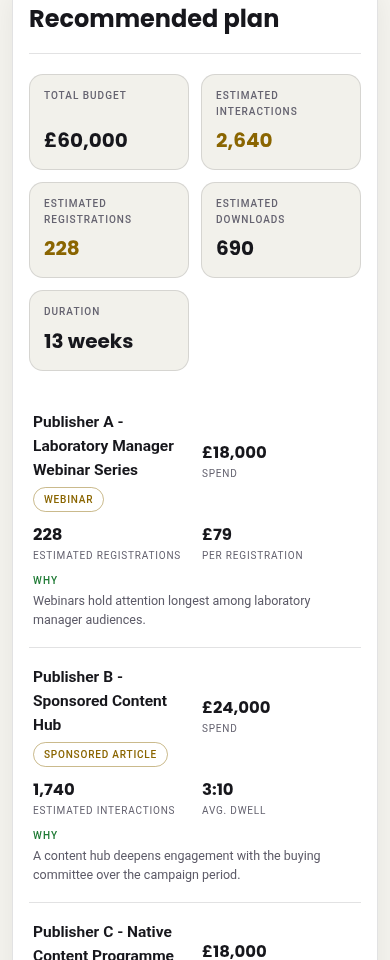 Recommended plan
TOTAL BUDGET
£60,000
ESTIMATED
INTERACTIONS
2,640
ESTIMATED
REGISTRATIONS
228
ESTIMATED
DOWNLOADS
690
DURATION
13 weeks
Publisher A -
Laboratory Manager
Webinar Series
WEBINAR
£18,000
SPEND
228
ESTIMATED REGISTRATIONS
£79
PER REGISTRATION
WHY
Webinars hold attention longest among laboratory
manager audiences.
Publisher B -
Sponsored Content
Hub
SPONSORED ARTICLE
£24,000
SPEND
1,740
ESTIMATED INTERACTIONS
3:10
AVG. DWELL
WHY
A content hub deepens engagement with the buying
committee over the campaign period.
Publisher C - Native
Content Programme
£18,000